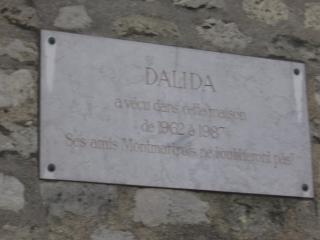 DALIDA
a vécu dans cette maison
de 1962 à 1987
Ses amis Montmartrois ne l'oublieront pas